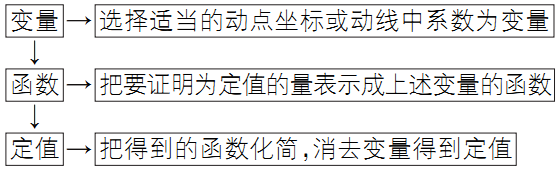 变量→选择适当的动点坐标或动线中系数为变量
↓
函数→把要证明为定值的量表示成上述变量的函数
↓
定值→把得到的函数化简,消去变量得到定值